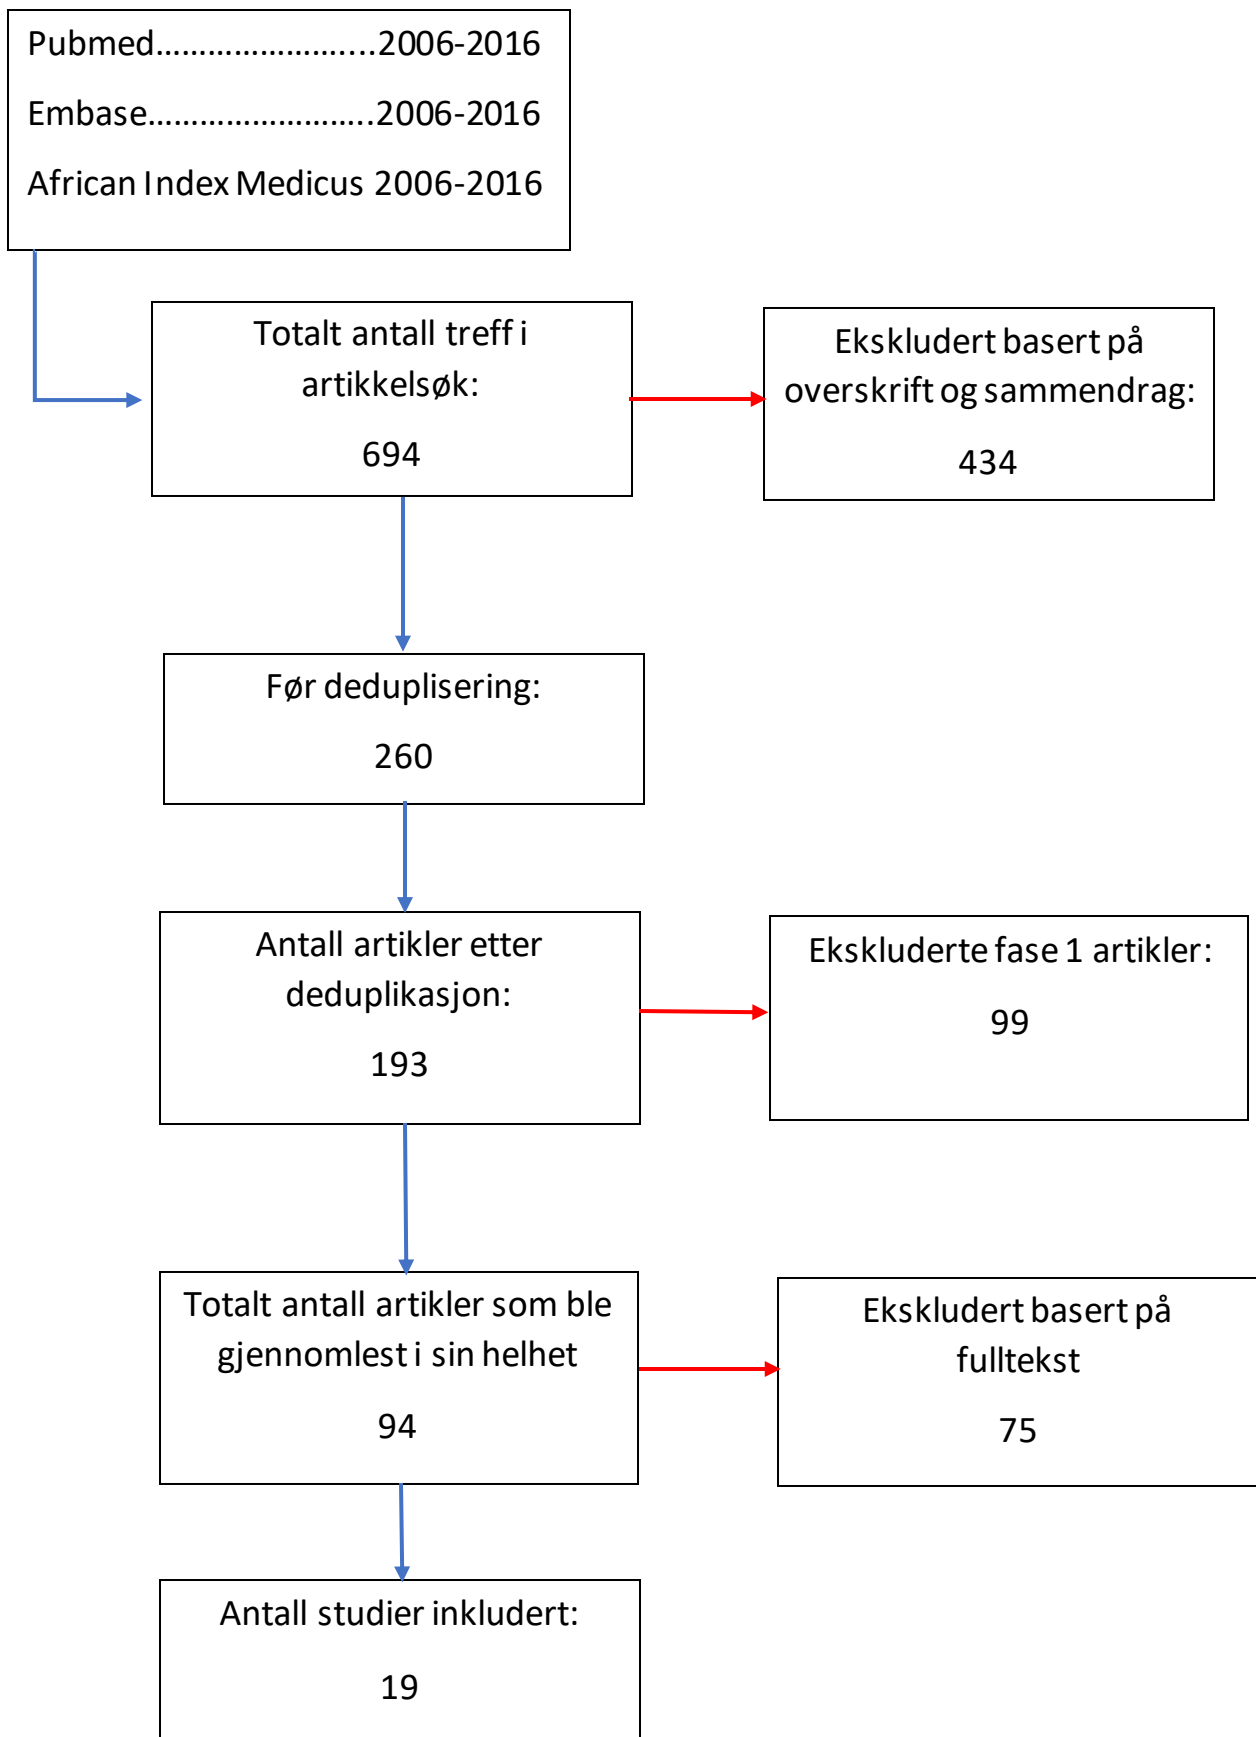 Pubmed........................2006-2016
Embase..........................2006-2016
African Index Medicus 2006-2016
Totalt antall treff i
artikkelsøk:
694
Ekskludert basert på
overskrift og sammendrag:
434
Før deduplisering:
260
Antall artikler etter
deduplikasjon:
193
Ekskluderte fase 1 artikler:
99
Totalt antall artikler som ble
gjennomlest i sin helhet
94
Ekskludert basert på
fulltekst
75
Antall studier inkludert:
19